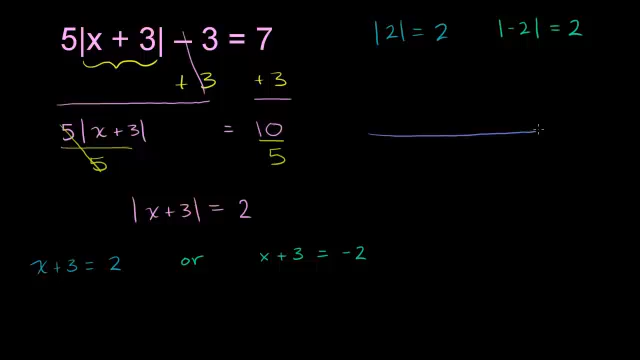 5|x + 3| - 3 = 7
|2| = 2 |-2| = 2
+ 3 + 3
5|x+3| = 10
5 5
|x+3| = 2
x+3 = 2 or x+3 = -2